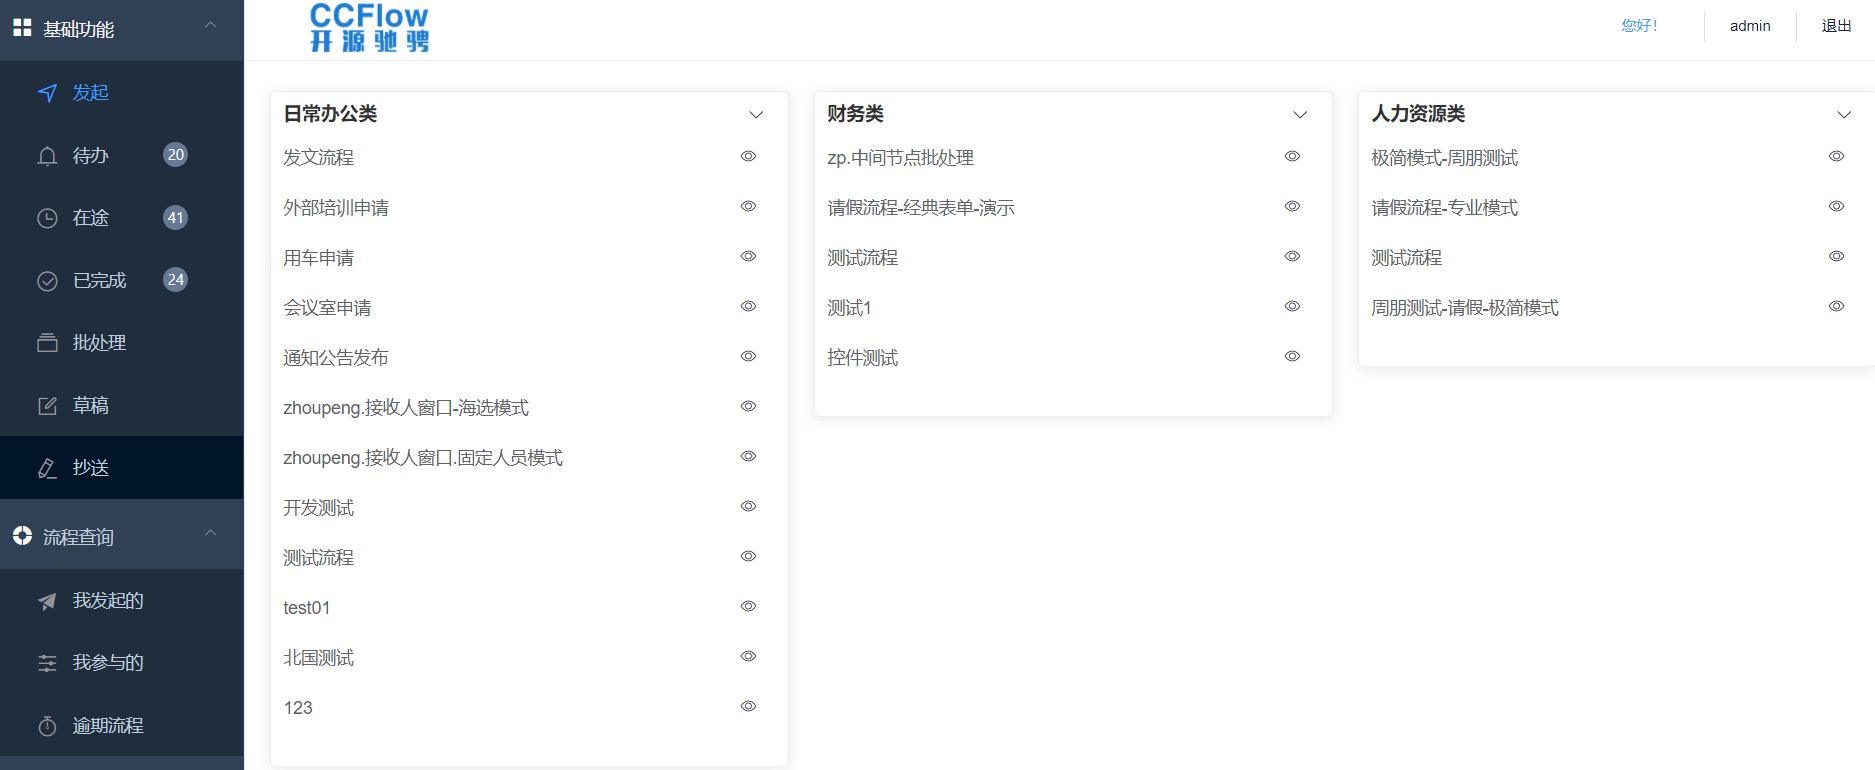 基础功能
发起
待办 20
在途 41
已完成 24
批处理
草稿
抄送
流程查询
我发起的
我参与的
逾期流程
CCFlow
开源驰骋
您好!
admin
退出
日常办公类
发文流程
外部培训申请
用车申请
会议室申请
通知公告发布
zhoupeng.接收人窗口-海选模式
zhoupeng.接收人窗口.固定人员模式
开发测试
测试流程
test01
北国测试
123
财务类
zp.中间节点批处理
请假流程-经典表单-演示
测试流程
测试1
控件测试
人力资源类
极简模式-周朋测试
请假流程-专业模式
测试流程
周朋测试-请假-极简模式